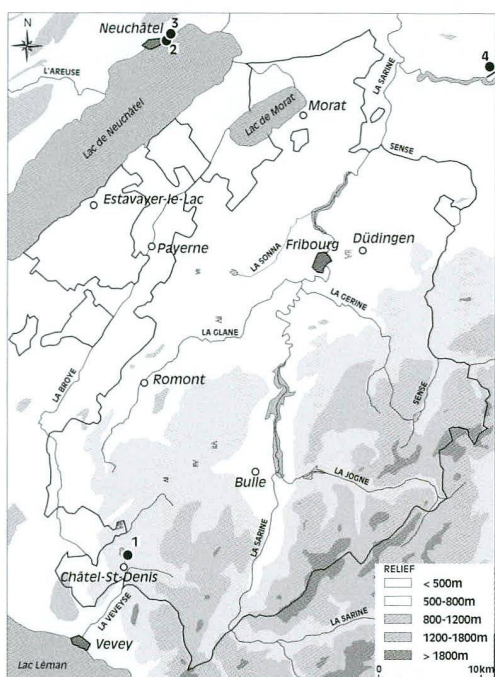 N
Neuchâtel
3
2
4
L'AREUSE
LA SARINE
Lac de Neuchâtel
Lac de Morat
Morat
SENSE
Estavayer-le-Lac
Payerne
LA SONNA
Fribourg
Düdingen
LA GERINE
LA GLANE
LA BROYE
Romont
SENSE
Bulle
LA JOGNE
LA SARINE
1
Châtel-St-Denis
LA VEVEYSE
Vevey
Lac Léman
LA SARINE
RELIEF
< 500m
500-800m
800-1200m
1200-1800m
> 1800m
0 10km